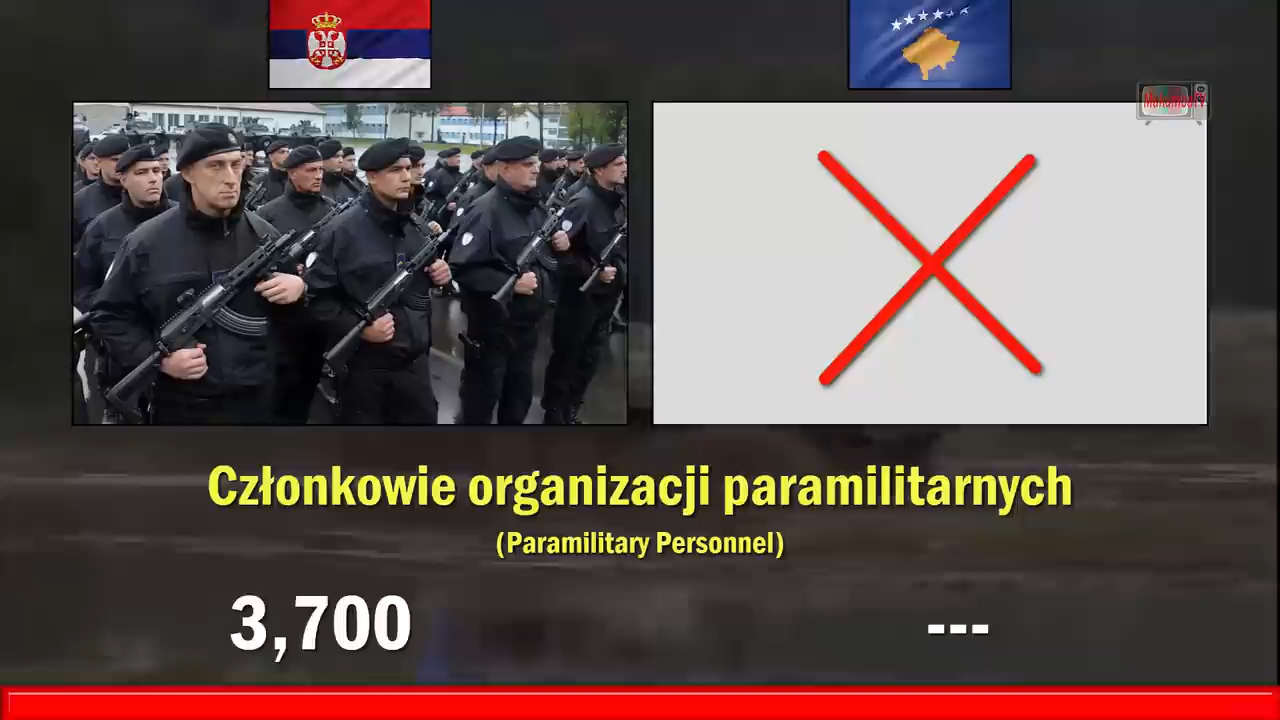 Członkowie organizacji paramilitarnych
(Paramilitary Personnel)
3,700
---